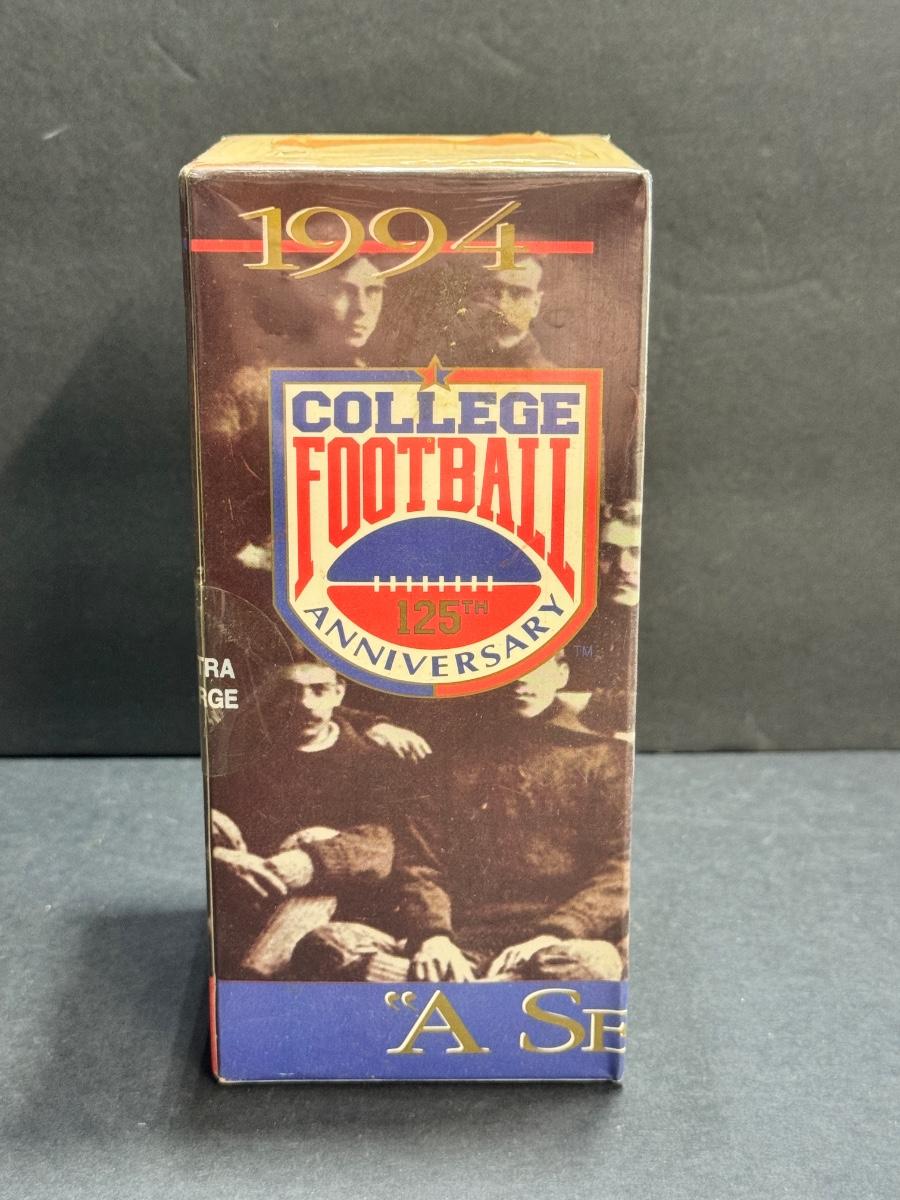 1994
COLLEGE
FOOTBALL
125TH
ANNIVERSARY
TM
TRA
RGE
"A SE